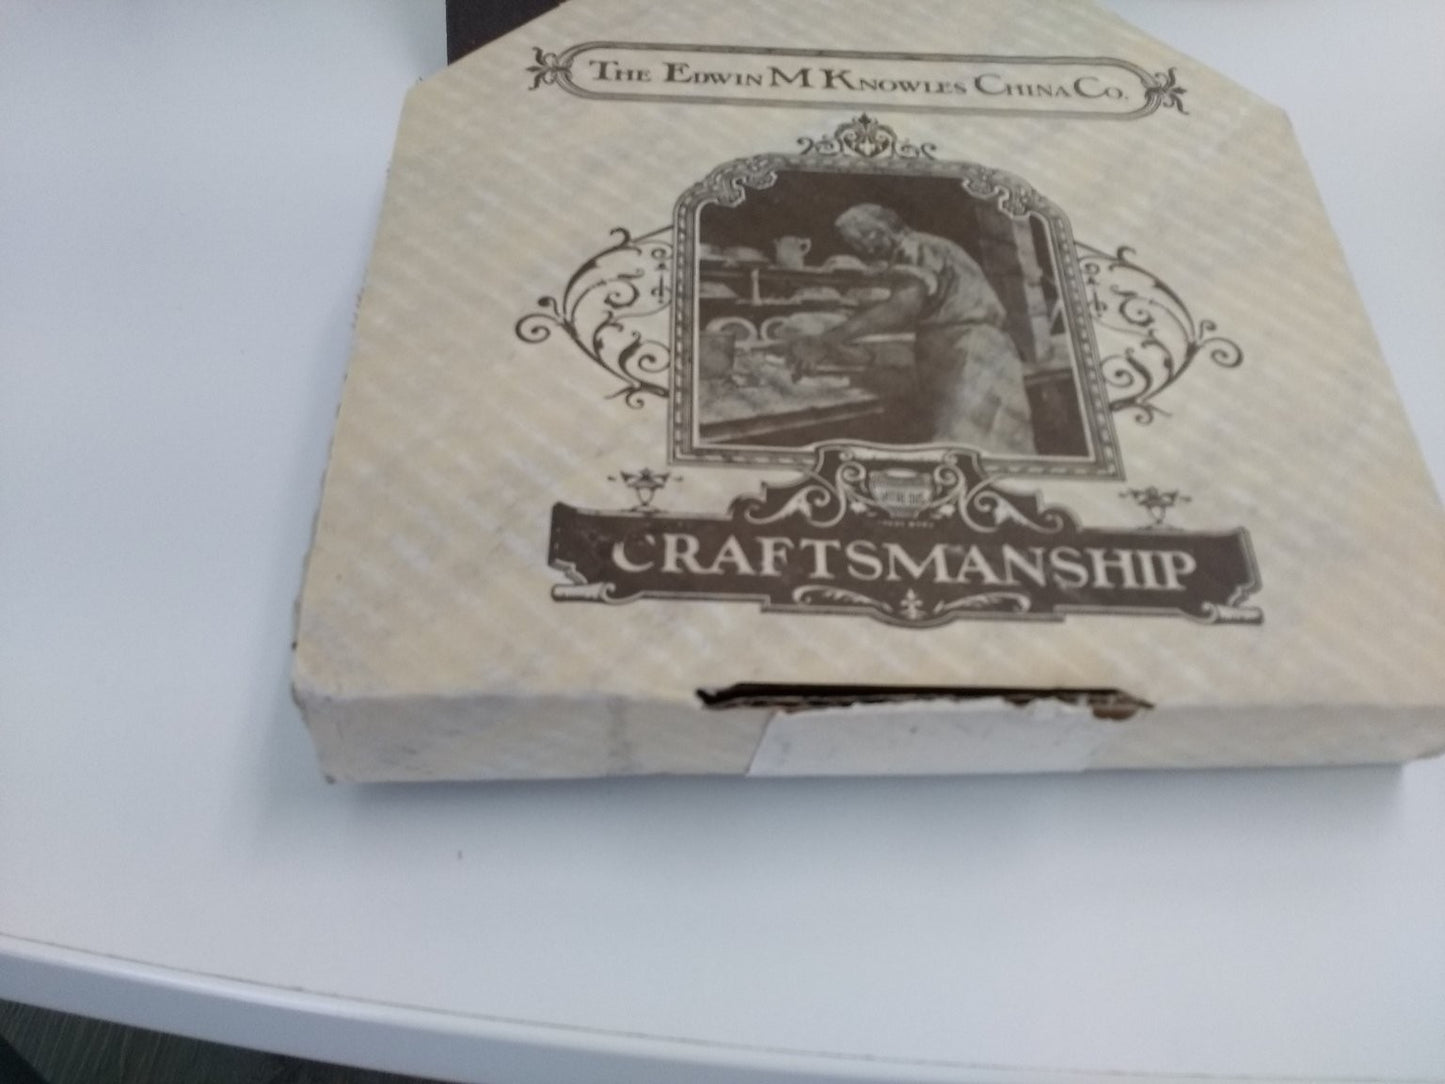 The Edwin M Knowles China Co.
CRAFTSMANSHIP